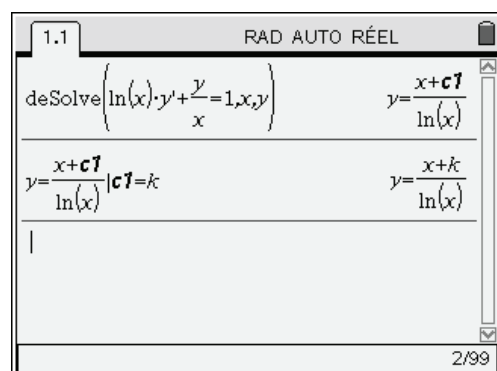 1.1 RAD AUTO RÉEL
deSolve(ln(x)·y'+y/x=1,x,y) y=(x+c1)/ln(x)
y=(x+c1)/ln(x)|c1=k y=(x+k)/ln(x)
2/99